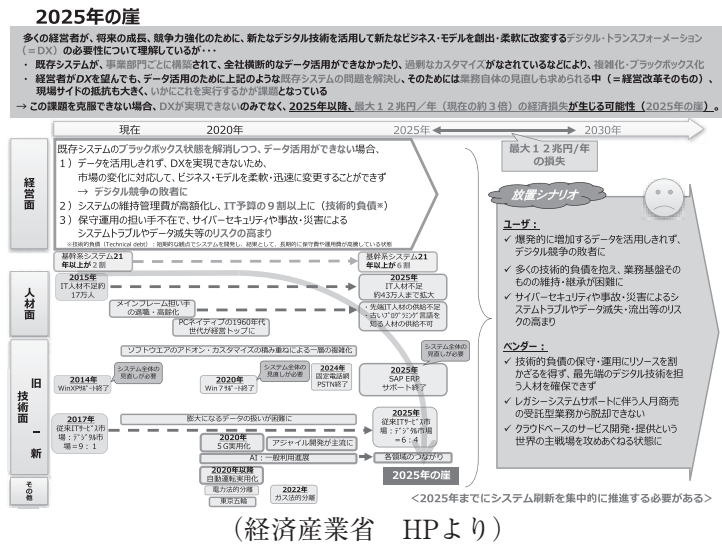 2025年の崖
多くの経営者が、将来の成長、競争力強化のために、新たなデジタル技術を活用して新たなビジネス・モデルを創出・柔軟に改変するデジタル・トランスフォーメーション
(=DX)の必要性について理解しているが・・・
・ 既存システムが、事業部門ごとに構築されて、全社横断的なデータ活用ができなかったり、過剰なカスタマイズがなされているなどにより、複雑化・ブラックボックス化
・ 経営者がDXを望んでも、データ活用のために上記のような既存システムの問題を解決し、そのためには業務自体の見直しも求められる中(=経営改革そのもの)、
現場サイドの抵抗も大きく、いかにこれを実行するかが課題となっている
→ この課題を克服できない場合、DXが実現できないのみでなく、2025年以降、最大12兆円/年(現在の約3倍)の経済損失が生じる可能性(2025年の崖)。
現在
2020年
2025年
2030年
最大12兆円/年
の損失
経営面
既存システムのブラックボックス状態を解消しつつ、データ活用ができない場合、
1)データを活用しきれず、DXを実現できないため、
市場の変化に対応して、ビジネス・モデルを柔軟・迅速に変更することができず
→ デジタル競争の敗者に
2)システムの維持管理費が高額化し、IT予算の9割以上に(技術的負債※)
3)保守運用の担い手不在で、サイバーセキュリティや事故・災害による
システムトラブルやデータ滅失等のリスクの高まり
※技術的負債(Technical debt):短期的な観点でシステムを開発し、結果として、長期的に保守費や運用費が高騰している状態
基幹系システム21
年以上が2割
基幹系システム21
年以上が6割
人材面
2015年
IT人材不足約
17万人
2025年
IT人材不足
約43万人まで拡大
メインフレーム担い手
の退職・高齢化
・先端IT人材の供給不足
・古いプログラミング言語を
知る人材の供給不可
PCネイティブの1960年代
世代が経営トップに
技術面
旧
新
ソフトウエアのアドオン・カスタマイズの積み重ねによる一層の複雑化
システム全体の
見直しが必要
2014年
WinXPサポート終了
システム全体の
見直しが必要
2020年
Win7サポート終了
システム全体の
見直しが必要
2024年
固定電話網
PSTN終了
2025年
SAP ERP
サポート終了
2017年
従来ITサービス市
場:デジタル市
場=9:1
膨大になるデータの扱いが困難に
2025年
従来ITサービス市
場:デジタル市場
=6:4
2020年
5G実用化
アジャイル開発が主流に
AI:一般利用進展
各領域のつながり
2020年以降
自動運転実用化
2025年の崖
その他
電力法的分離
東京五輪
2022年
ガス法的分離
放置シナリオ
ユーザ:
✓ 爆発的に増加するデータを活用しきれず、
デジタル競争の敗者に
✓ 多くの技術的負債を抱え、業務基盤その
ものの維持・継承が困難に
✓ サイバーセキュリティや事故・災害によるシ
ステムトラブルやデータ滅失・流出等のリス
クの高まり
ベンダー:
✓ 技術的負債の保守・運用にリソースを割
かざるを得ず、最先端のデジタル技術を担
う人材を確保できず
✓ レガシーシステムサポートに伴う人月商売
の受託型業務から脱却できない
✓ クラウドベースのサービス開発・提供という
世界の主戦場を攻めあぐねる状態に
<2025年までにシステム刷新を集中的に推進する必要がある>
(経済産業省 HPより)